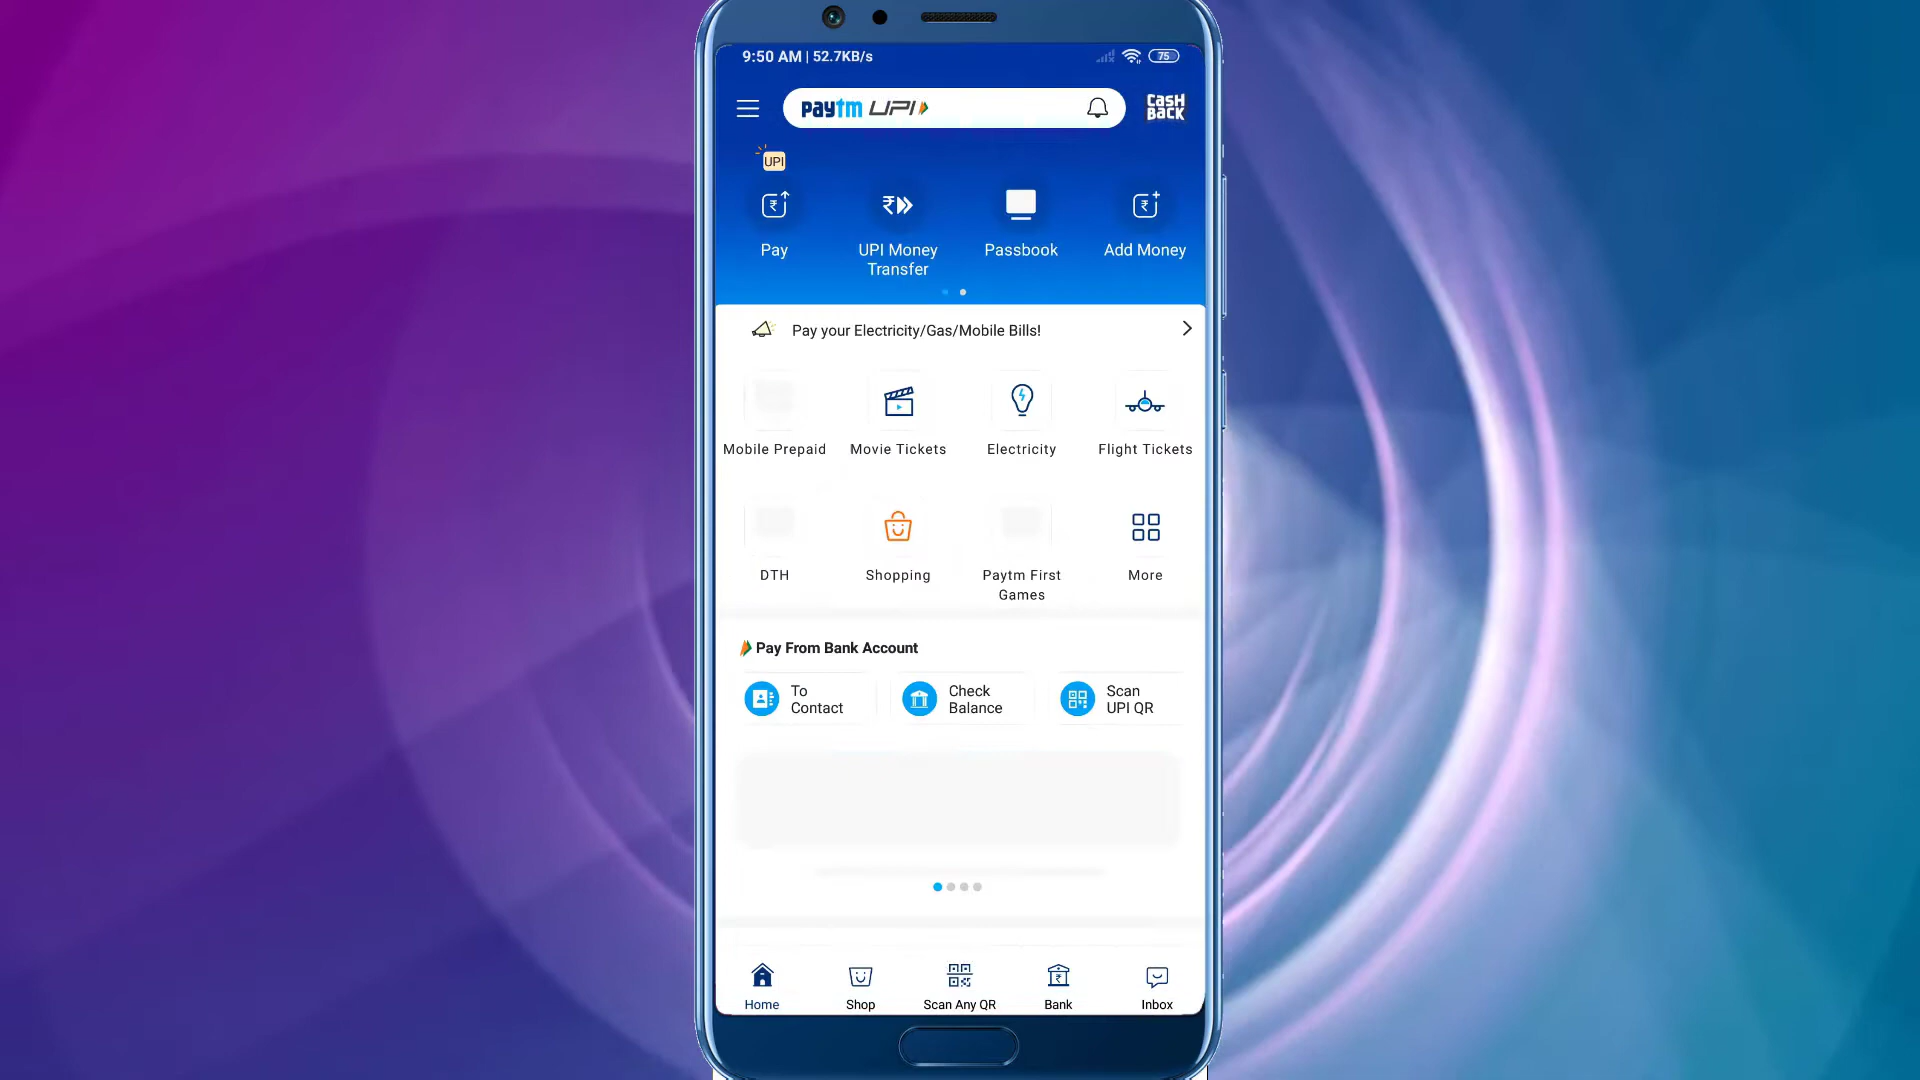 9:50 AM | 52.7KB/s
75
paytm UPI
CASH
BACK
UPI
Pay
UPI Money
Transfer
Passbook
Add Money
Pay your Electricity/Gas/Mobile Bills!
Mobile Prepaid
Movie Tickets
Electricity
Flight Tickets
DTH
Shopping
Paytm First
Games
More
Pay From Bank Account
To
Contact
Check
Balance
Scan
UPI QR
Home
Shop
Scan Any QR
Bank
Inbox